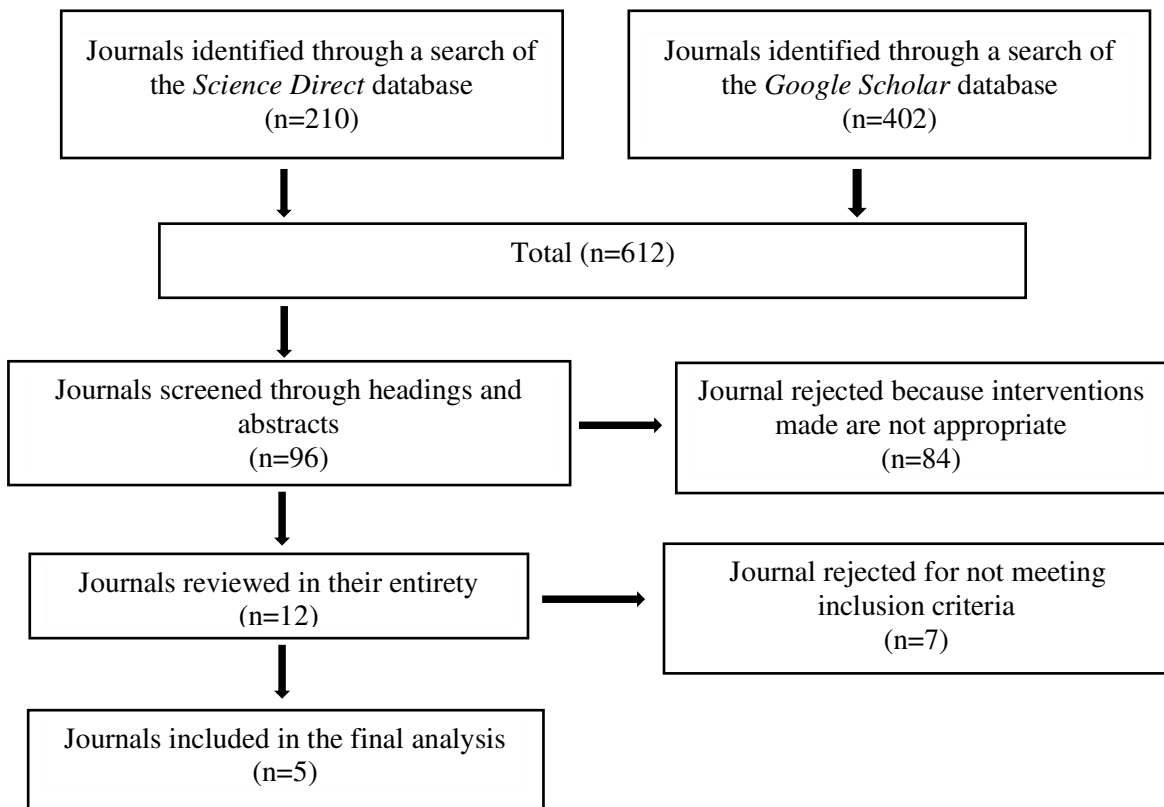 Journals identified through a search of
the Science Direct database
(n=210)
Journals identified through a search of
the Google Scholar database
(n=402)
Total (n=612)
Journals screened through headings and
abstracts
(n=96)
Journal rejected because interventions
made are not appropriate
(n=84)
Journals reviewed in their entirety
(n=12)
Journal rejected for not meeting
inclusion criteria
(n=7)
Journals included in the final analysis
(n=5)